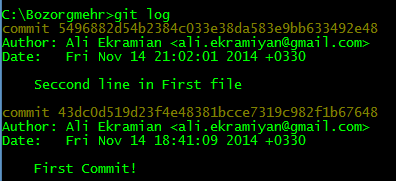 C:\Bozorgmehr>git log
commit 5496882d54b2384c033e38da583e9bb633492e48
Author: Ali Ekramian <ali.ekramiyan@gmail.com>
Date:   Fri Nov 14 21:02:01 2014 +0330
    Seccond line in First file
commit 43dc0d519d23f4e48381bcce7319c982f1b67648
Author: Ali Ekramian <ali.ekramiyan@gmail.com>
Date:   Fri Nov 14 18:41:09 2014 +0330
    First Commit!